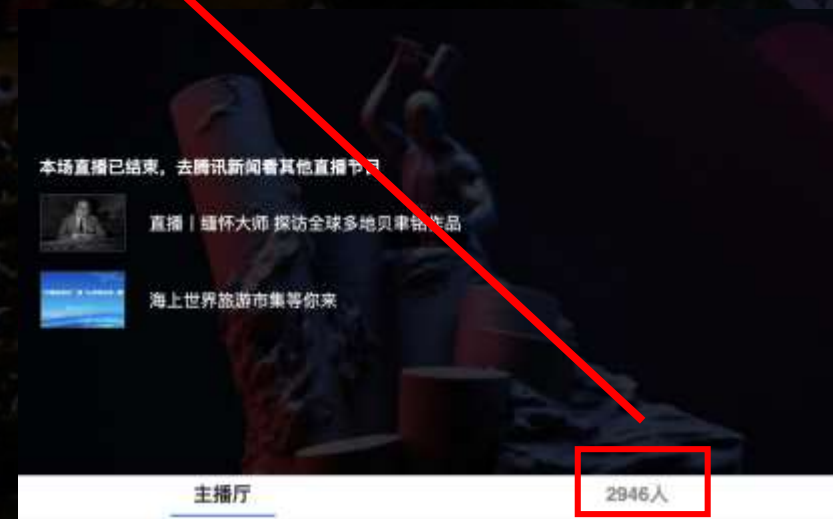 本场直播已结束，去腾讯新闻看其他直播节目
直播丨缅怀大师 探访全球多地贝聿铭作品
海上世界旅游市集等你来
主播厅
2946人